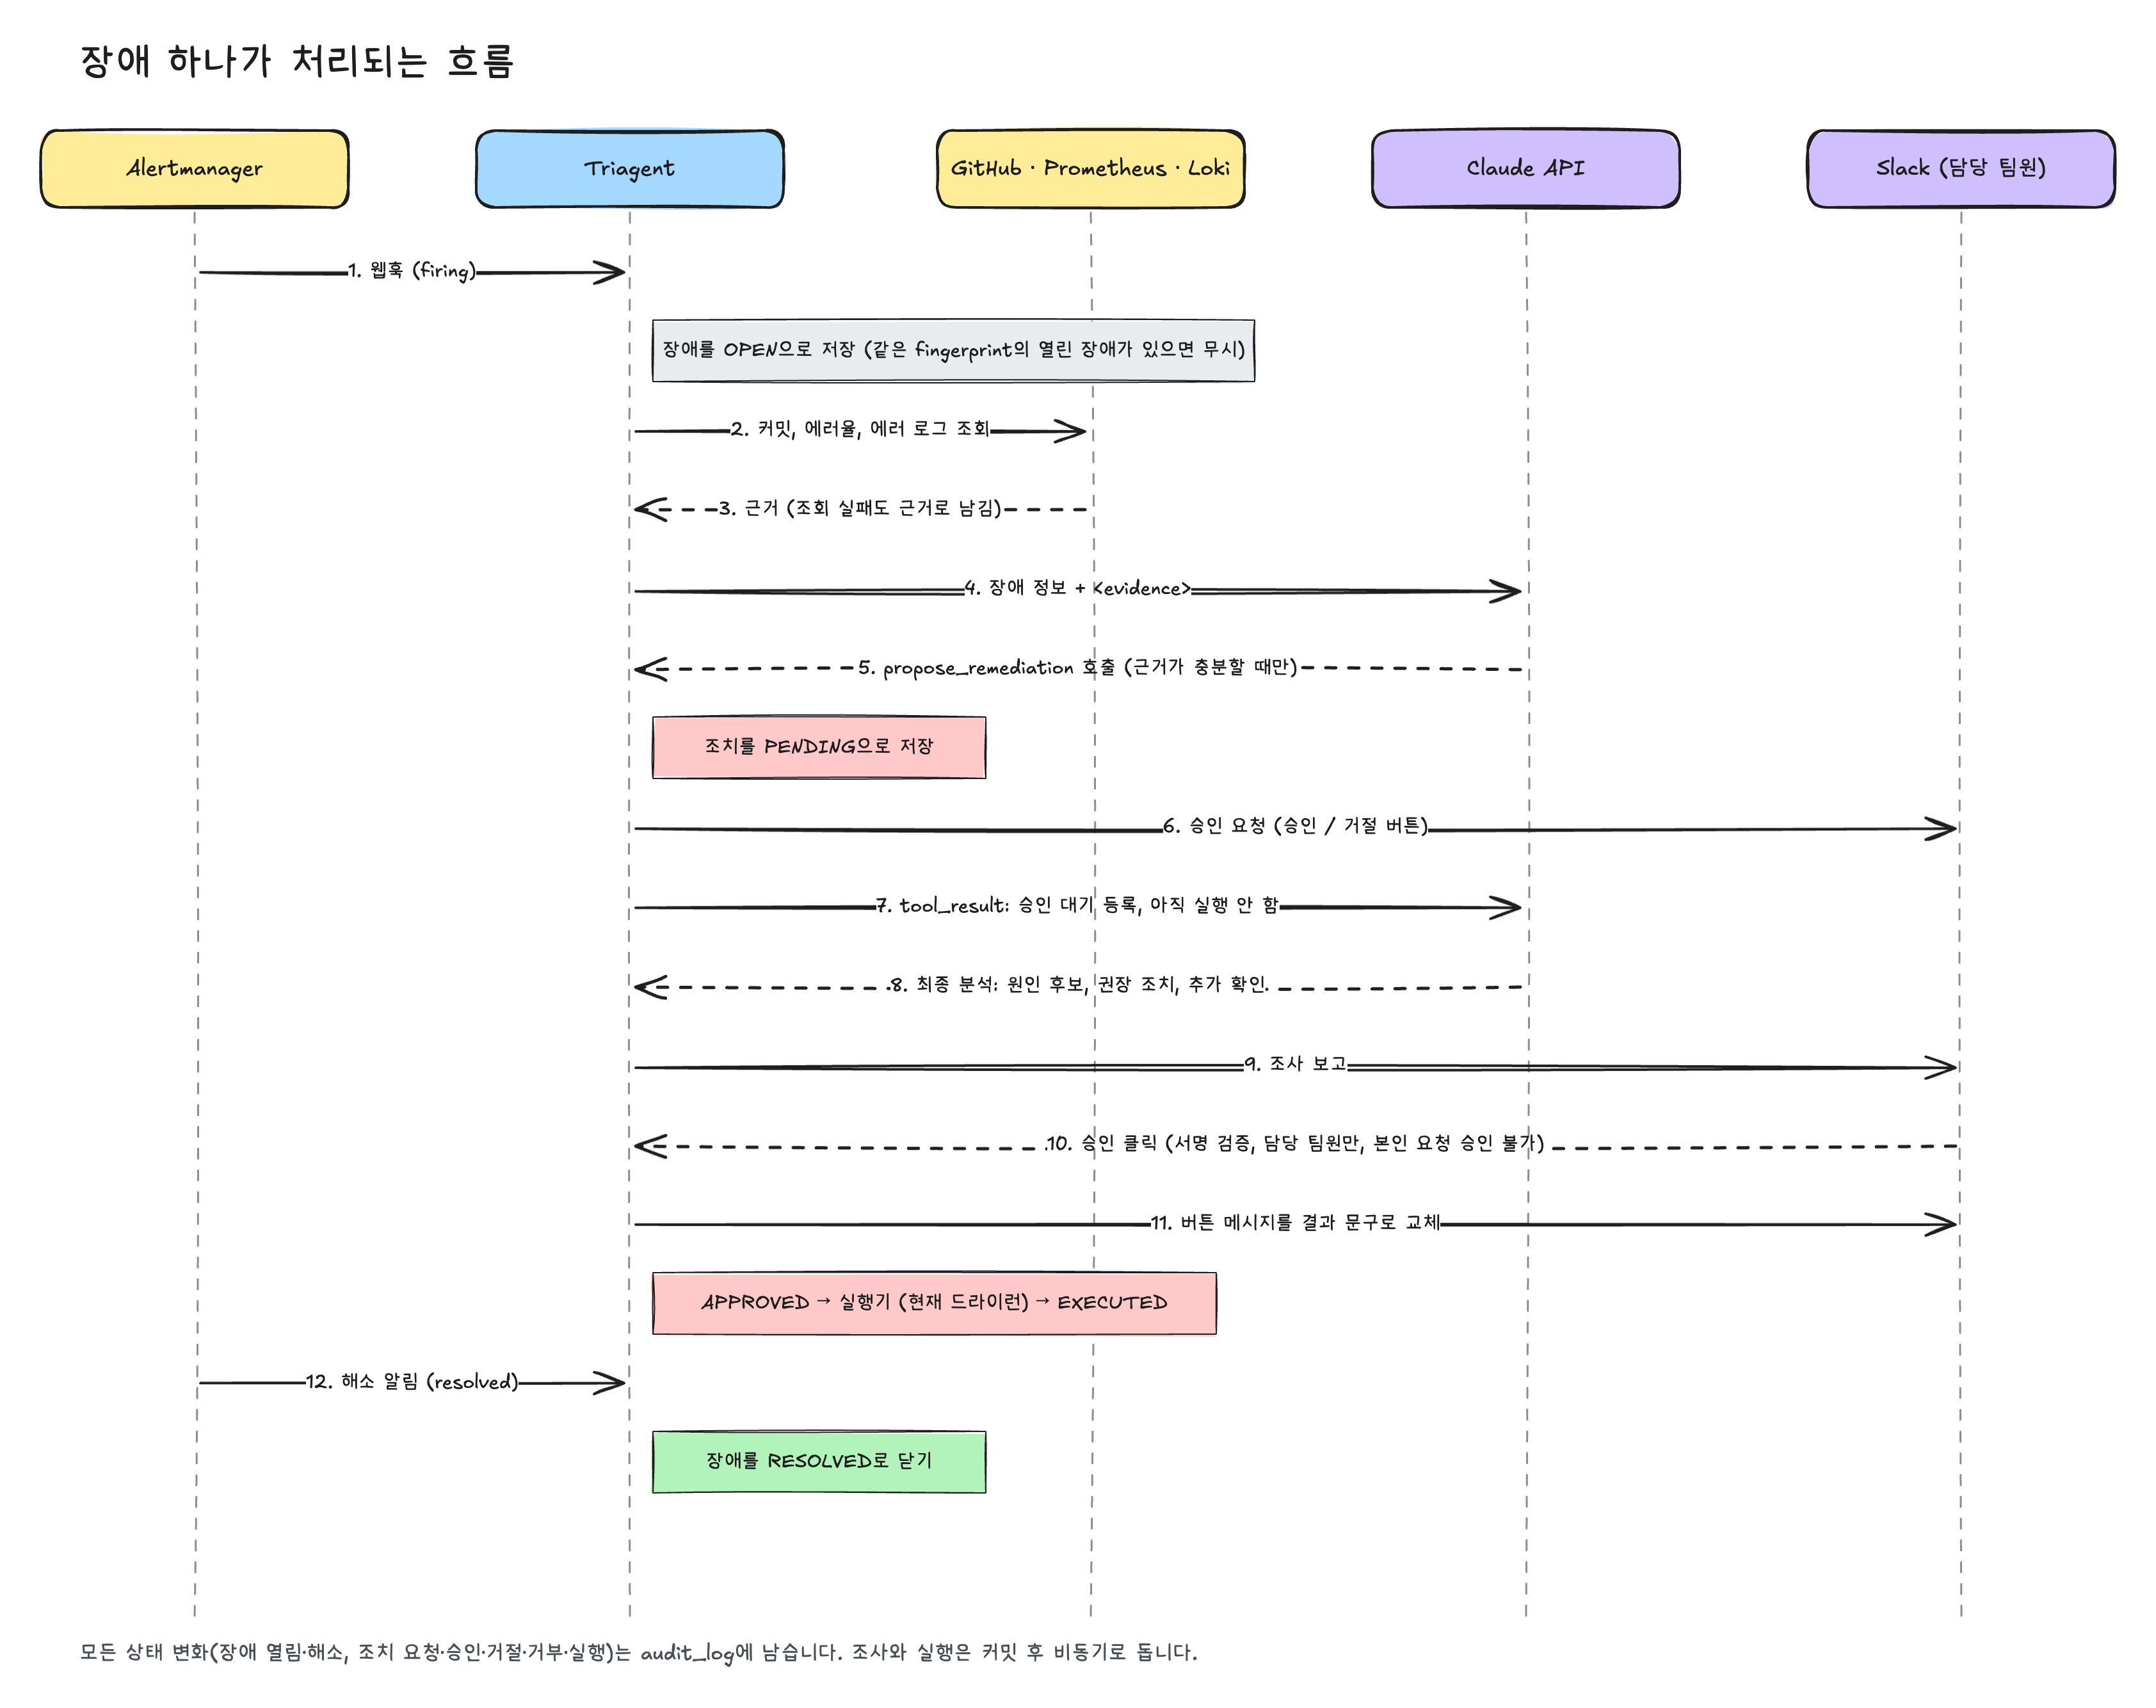 장애 하나가 처리되는 흐름
Alertmanager
Triagent
GitHub · Prometheus · Loki
Claude API
Slack (담당 팀원)
1. 웹훅 (firing)
장애를 OPEN으로 저장 (같은 fingerprint의 열린 장애가 있으면 무시)
2. 커밋, 에러율, 에러 로그 조회
3. 근거 (조회 실패도 근거로 남김)
4. 장애 정보 + <evidence>
5. propose_remediation 호출 (근거가 충분할 때만)
조치를 PENDING으로 저장
6. 승인 요청 (승인 / 거절 버튼)
7. tool_result: 승인 대기 등록, 아직 실행 안 함
8. 최종 분석: 원인 후보, 권장 조치, 추가 확인
9. 조사 보고
10. 승인 클릭 (서명 검증, 담당 팀원만, 본인 요청 승인 불가)
11. 버튼 메시지를 결과 문구로 교체
APPROVED → 실행기 (현재 드라이런) → EXECUTED
12. 해소 알림 (resolved)
장애를 RESOLVED로 닫기
모든 상태 변화(장애 열림·해소, 조치 요청·승인·거절·거부·실행)는 audit_log에 남습니다. 조사와 실행은 커밋 후 비동기로 돕니다.